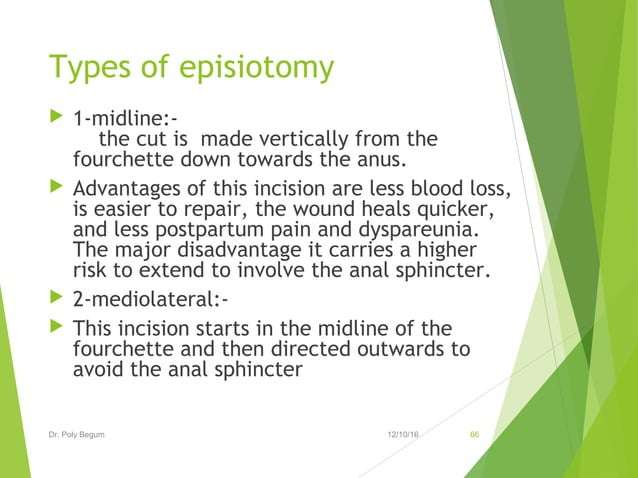 Types of episiotomy
1-midline:-
the cut is made vertically from the
fourchette down towards the anus.
Advantages of this incision are less blood loss,
is easier to repair, the wound heals quicker,
and less postpartum pain and dyspareunia.
The major disadvantage it carries a higher
risk to extend to involve the anal sphincter.
2-mediolateral:-
This incision starts in the midline of the
fourchette and then directed outwards to
avoid the anal sphincter
Dr. Poly Begum 12/10/16 66